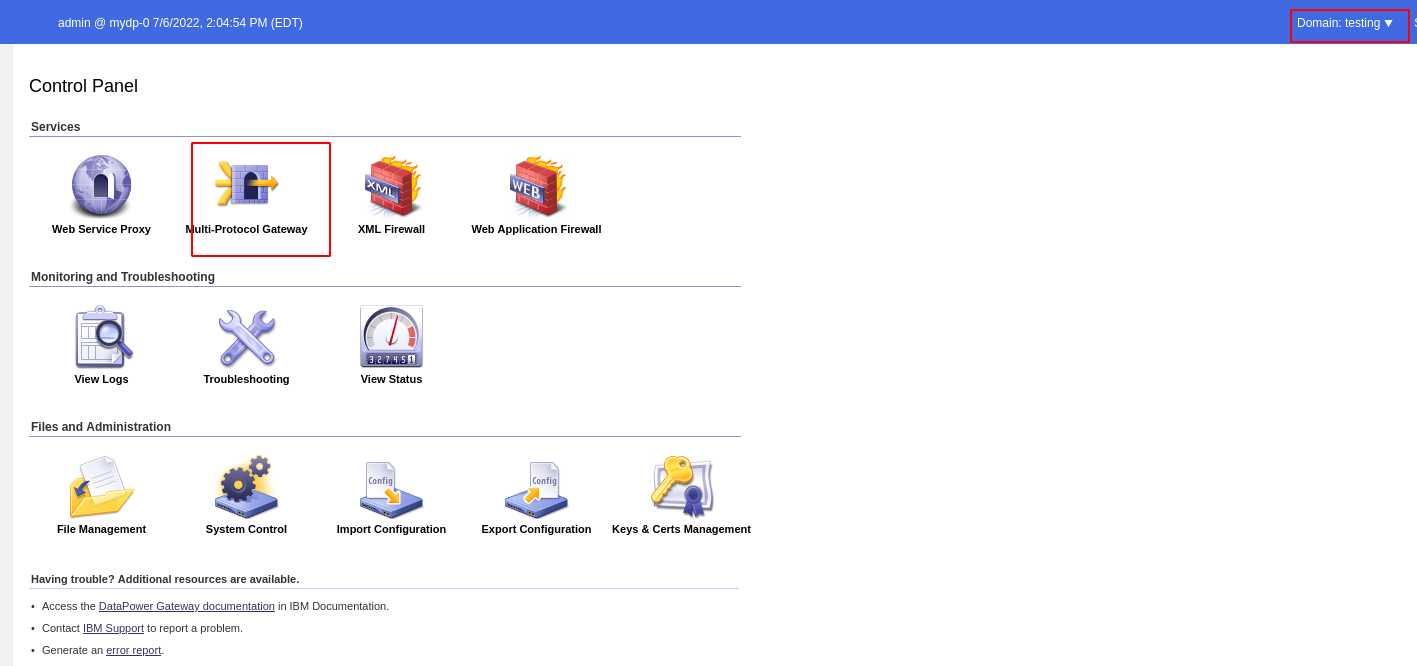 admin @ mydp-0 7/6/2022, 2:04:54 PM (EDT)
Domain: testing
Control Panel
Services
Web Service Proxy
Multi-Protocol Gateway
XML
XML Firewall
WEB
Web Application Firewall
Monitoring and Troubleshooting
View Logs
Troubleshooting
3 2 7 4 5 1
View Status
Files and Administration
File Management
System Control
Config
Import Configuration
Config
Export Configuration
Keys & Certs Management
Having trouble? Additional resources are available.
• Access the DataPower Gateway documentation in IBM Documentation.
• Contact IBM Support to report a problem.
• Generate an error report.